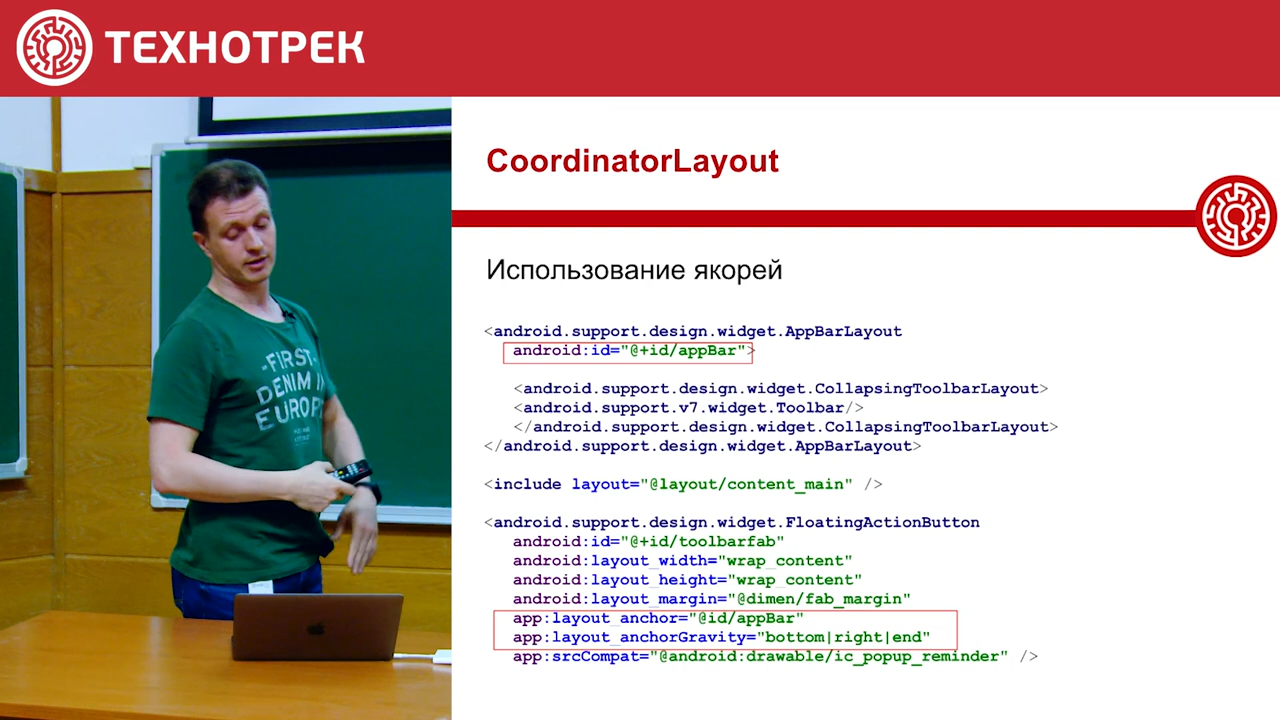 ТЕХНОТРЕК
CoordinatorLayout
Использование якорей
<android.support.design.widget.AppBarLayout
android:id="@+id/appBar">
<android.support.design.widget.CollapsingToolbarLayout>
<android.support.v7.widget.Toolbar/>
</android.support.design.widget.CollapsingToolbarLayout>
</android.support.design.widget.AppBarLayout>
<include layout="@layout/content_main" />
<android.support.design.widget.FloatingActionButton
android:id="@+id/toolbarfab"
android:layout_width="wrap_content"
android:layout_height="wrap_content"
android:layout_margin="@dimen/fab_margin"
app:layout_anchor="@id/appBar"
app:layout_anchorGravity="bottom|right|end"
app:srcCompat="@android:drawable/ic_popup_reminder" />
-FIRST-
DENIM IN
EUROPE